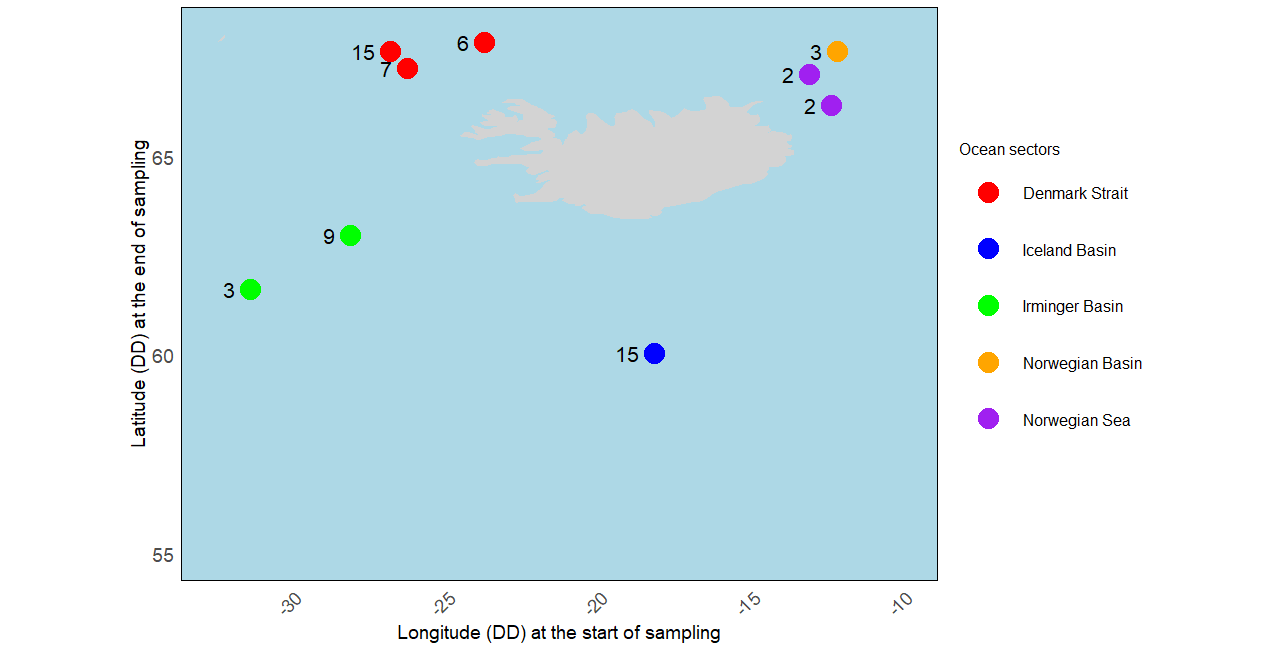 15
7
6
3
2
2
9
3
15
65
60
55
Latitude (DD) at the end of sampling
-30
-25
-20
-15
-10
Longitude (DD) at the start of sampling
Ocean sectors
Denmark Strait
Iceland Basin
Irminger Basin
Norwegian Basin
Norwegian Sea